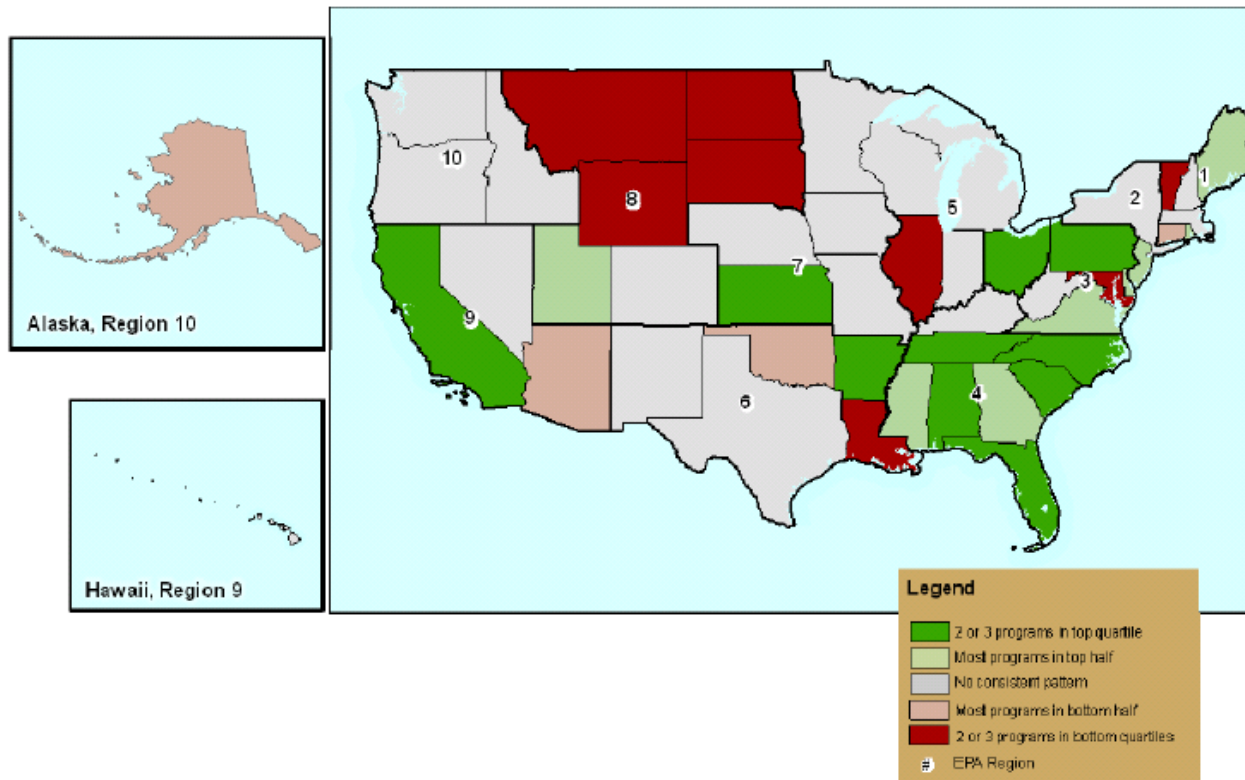 Alaska, Region 10
Hawaii, Region 9
10
8
9
7
6
5
4
3
2
1
Legend
2 or 3 programs in top quartile
Most programs in top half
No consistent pattern
Most programs in bottom half
2 or 3 programs in bottom quartiles
# EPA Region